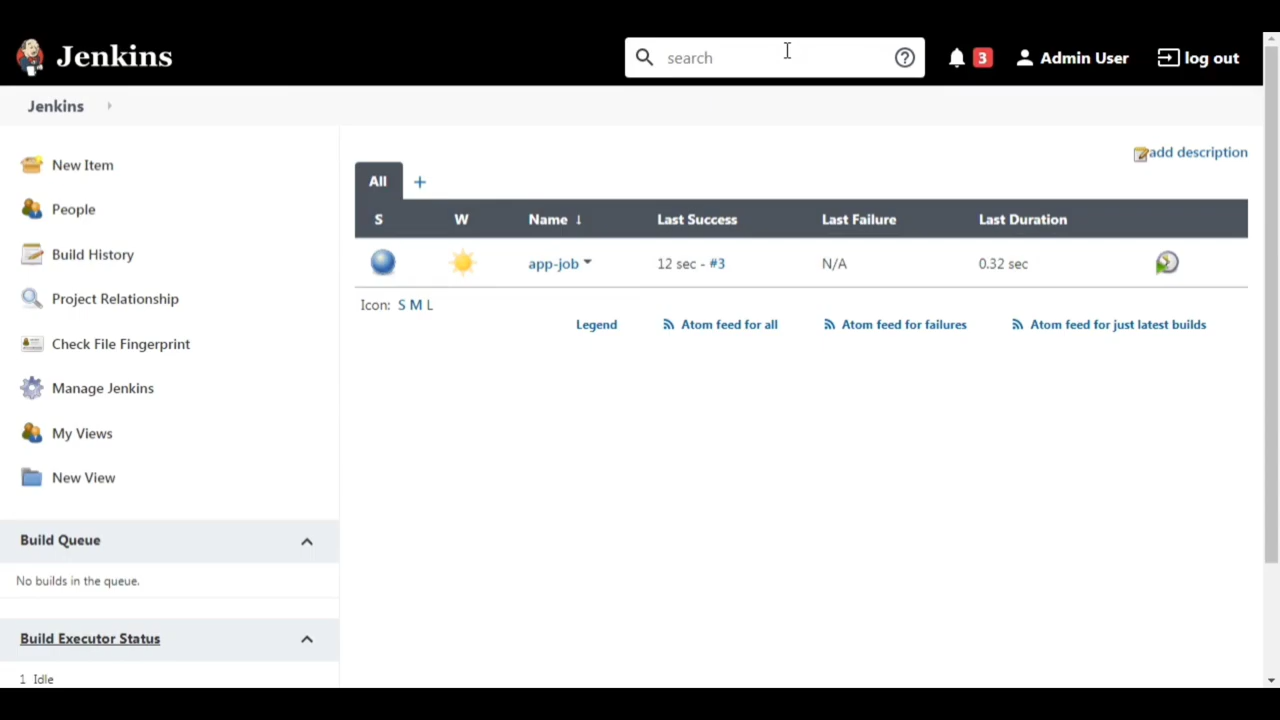 Jenkins
search
3
Admin User
log out
Jenkins
New Item
People
Build History
Project Relationship
Check File Fingerprint
Manage Jenkins
My Views
New View
Build Queue
No builds in the queue.
Build Executor Status
1 Idle
add description
All +
S W Name ↓ Last Success Last Failure Last Duration
app-job 12 sec - #3 N/A 0.32 sec
Icon: S M L
Legend Atom feed for all Atom feed for failures Atom feed for just latest builds